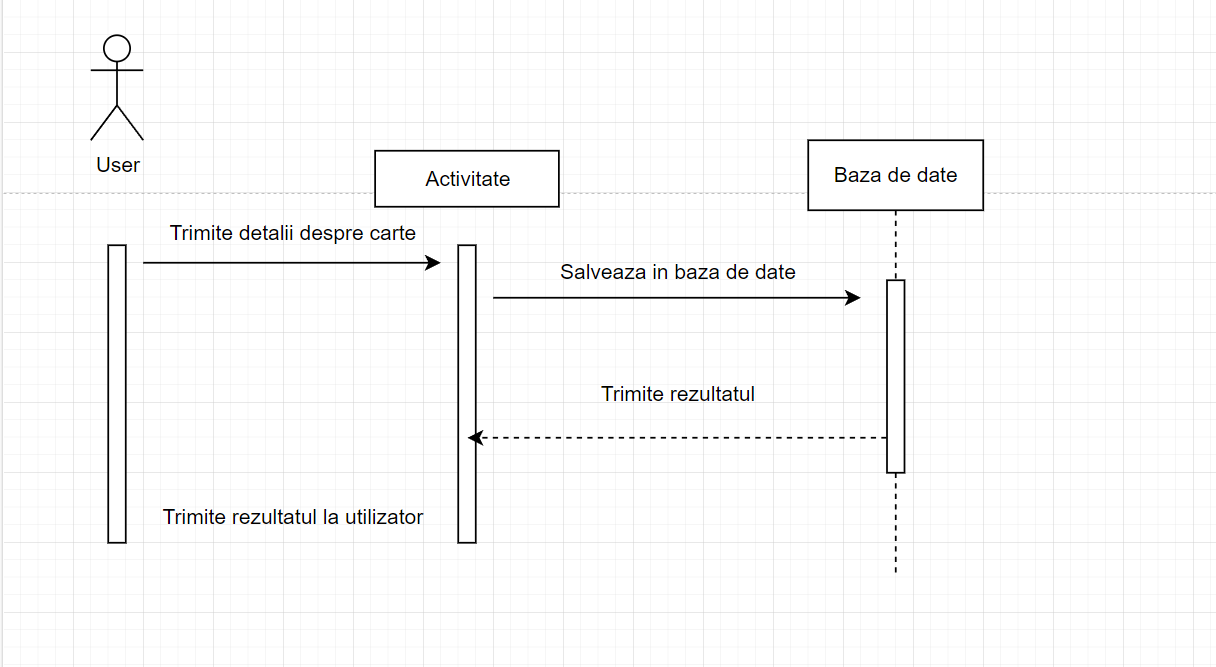 User
Activitate
Baza de date
Trimite detalii despre carte
Salveaza in baza de date
Trimite rezultatul
Trimite rezultatul la utilizator